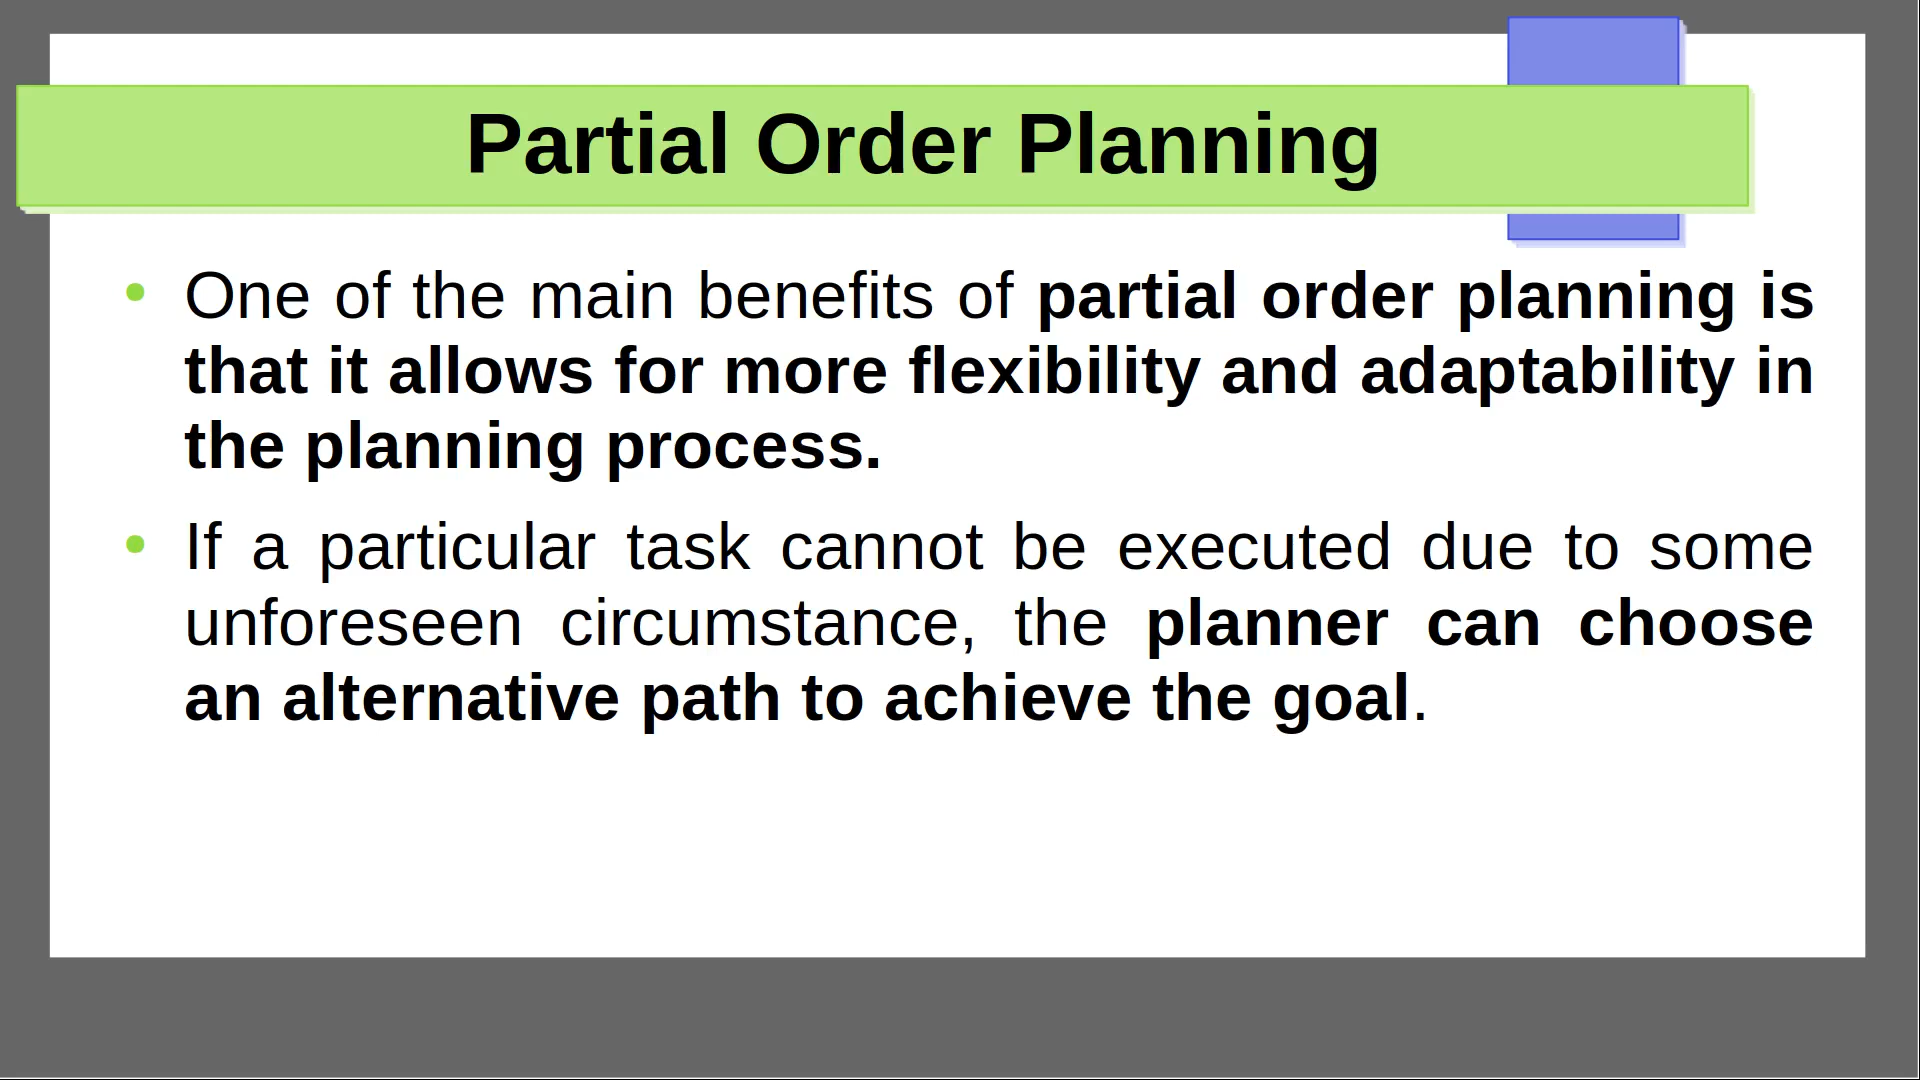 Partial Order Planning
One of the main benefits of partial order planning is
that it allows for more flexibility and adaptability in
the planning process.
If a particular task cannot be executed due to some
unforeseen circumstance, the planner can choose
an alternative path to achieve the goal.